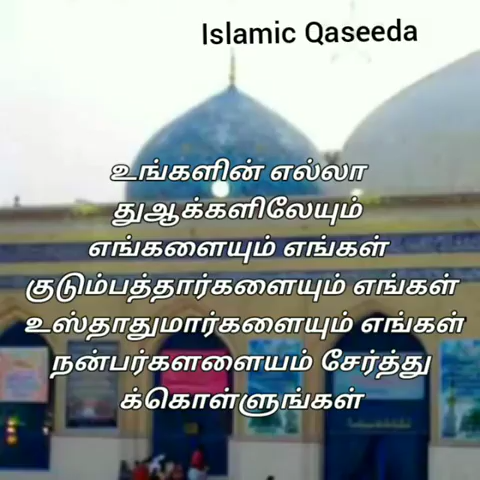 Islamic Qaseeda
உங்களின் எல்லா
துஆக்களிலேயும்
எங்களையும் எங்கள்
குடும்பத்தார்களையும் எங்கள்
உஸ்தாதுமார்களையும் எங்கள்
நன்பர்களளையம் சேர்த்து
க்கொள்ளுங்கள்